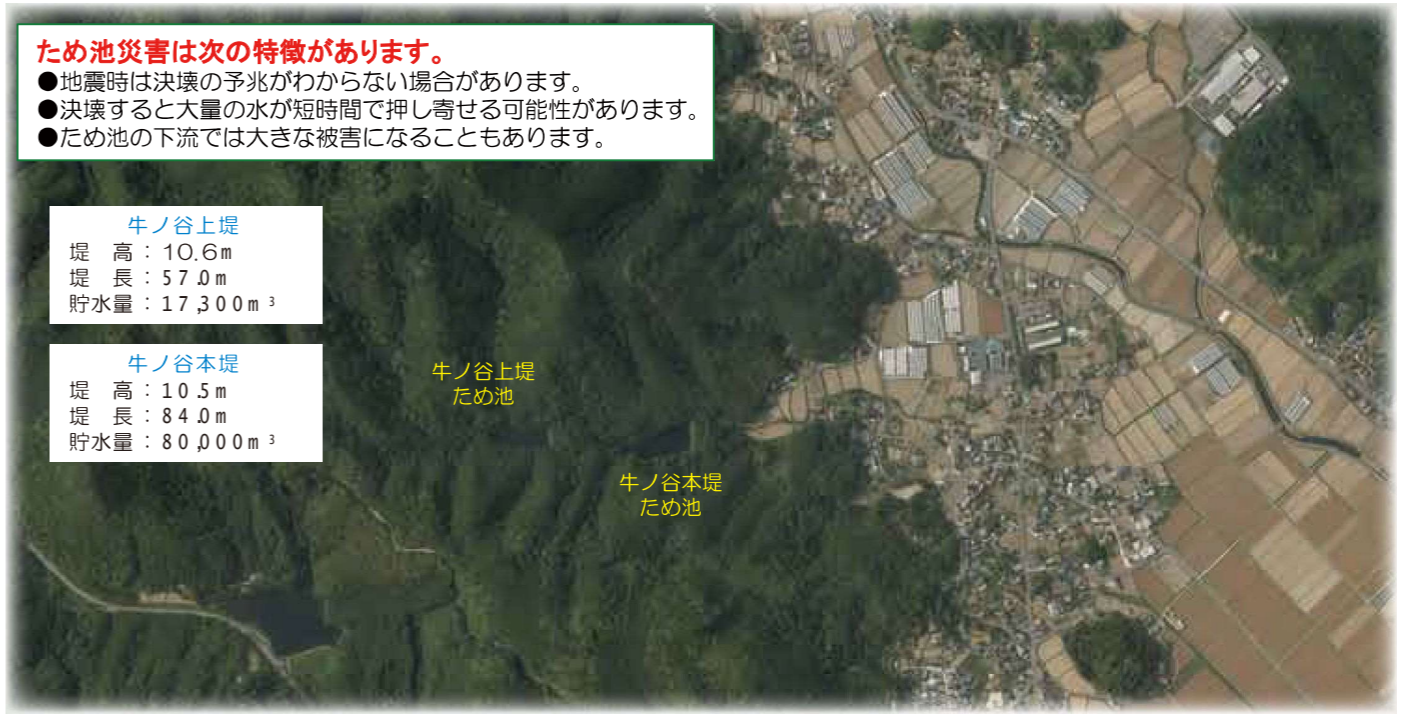 ため池災害は次の特徴があります。
●地震時は決壊の予兆がわからない場合があります。
●決壊すると大量の水が短時間で押し寄せる可能性があります。
●ため池の下流では大きな被害になることもあります。
牛ノ谷上堤
堤　高：10.6m
堤　長：57.0m
貯水量：17,300m³
牛ノ谷本堤
堤　高：10.5m
堤　長：84.0m
貯水量：80,000m³
牛ノ谷上堤
ため池
牛ノ谷本堤
ため池